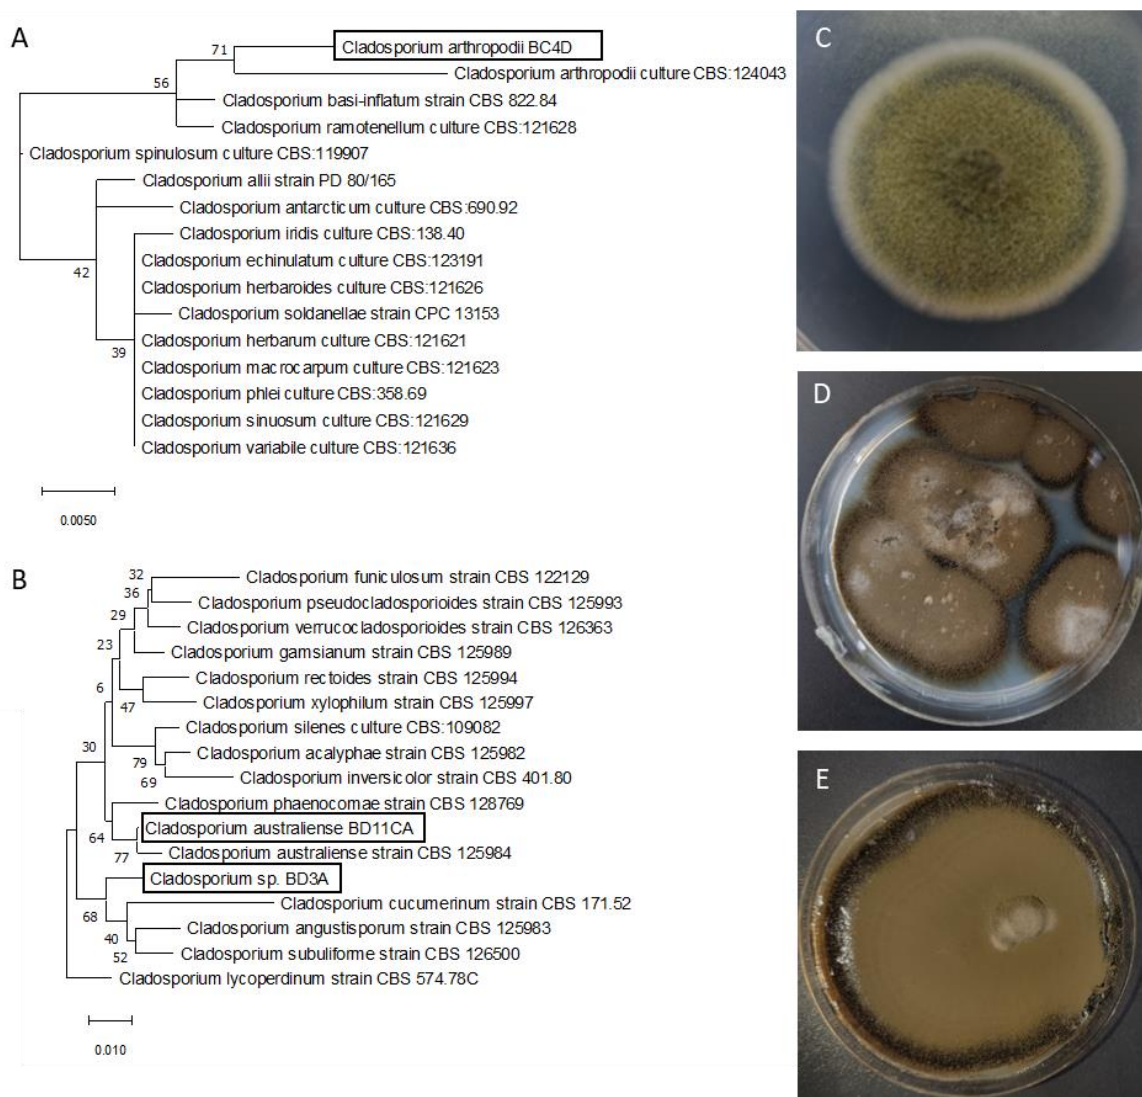 A
71
Cladosporium arthropodii BC4D
Cladosporium arthropodii culture CBS:124043
56
Cladosporium basi-inflatum strain CBS 822.84
Cladosporium ramotenellum culture CBS:121628
Cladosporium spinulosum culture CBS:119907
Cladosporium allii strain PD 80/165
Cladosporium antarcticum culture CBS:690.92
Cladosporium iridis culture CBS:138.40
42
Cladosporium echinulatum culture CBS:123191
Cladosporium herbaroides culture CBS:121626
Cladosporium soldanellae strain CPC 13153
Cladosporium herbarum culture CBS:121621
39
Cladosporium macrocarpum culture CBS:121623
Cladosporium phlei culture CBS:358.69
Cladosporium sinuosum culture CBS:121629
Cladosporium variabile culture CBS:121636
0.0050
B
32
Cladosporium funiculosum strain CBS 122129
36
Cladosporium pseudocladosporioides strain CBS 125993
29
Cladosporium verrucocladosporioides strain CBS 126363
23
Cladosporium gamsianum strain CBS 125989
6
Cladosporium rectoides strain CBS 125994
47
Cladosporium xylophilum strain CBS 125997
Cladosporium silenes culture CBS:109082
30
Cladosporium acalyphae strain CBS 125982
79
69
Cladosporium inversicolor strain CBS 401.80
Cladosporium phaenocomae strain CBS 128769
Cladosporium australiense BD11CA
64
77
Cladosporium australiense strain CBS 125984
Cladosporium sp. BD3A
Cladosporium cucumerinum strain CBS 171.52
68
Cladosporium angustisporum strain CBS 125983
40
52
Cladosporium subuliforme strain CBS 126500
Cladosporium lycoperdinum strain CBS 574.78C
0.010
C
D
E